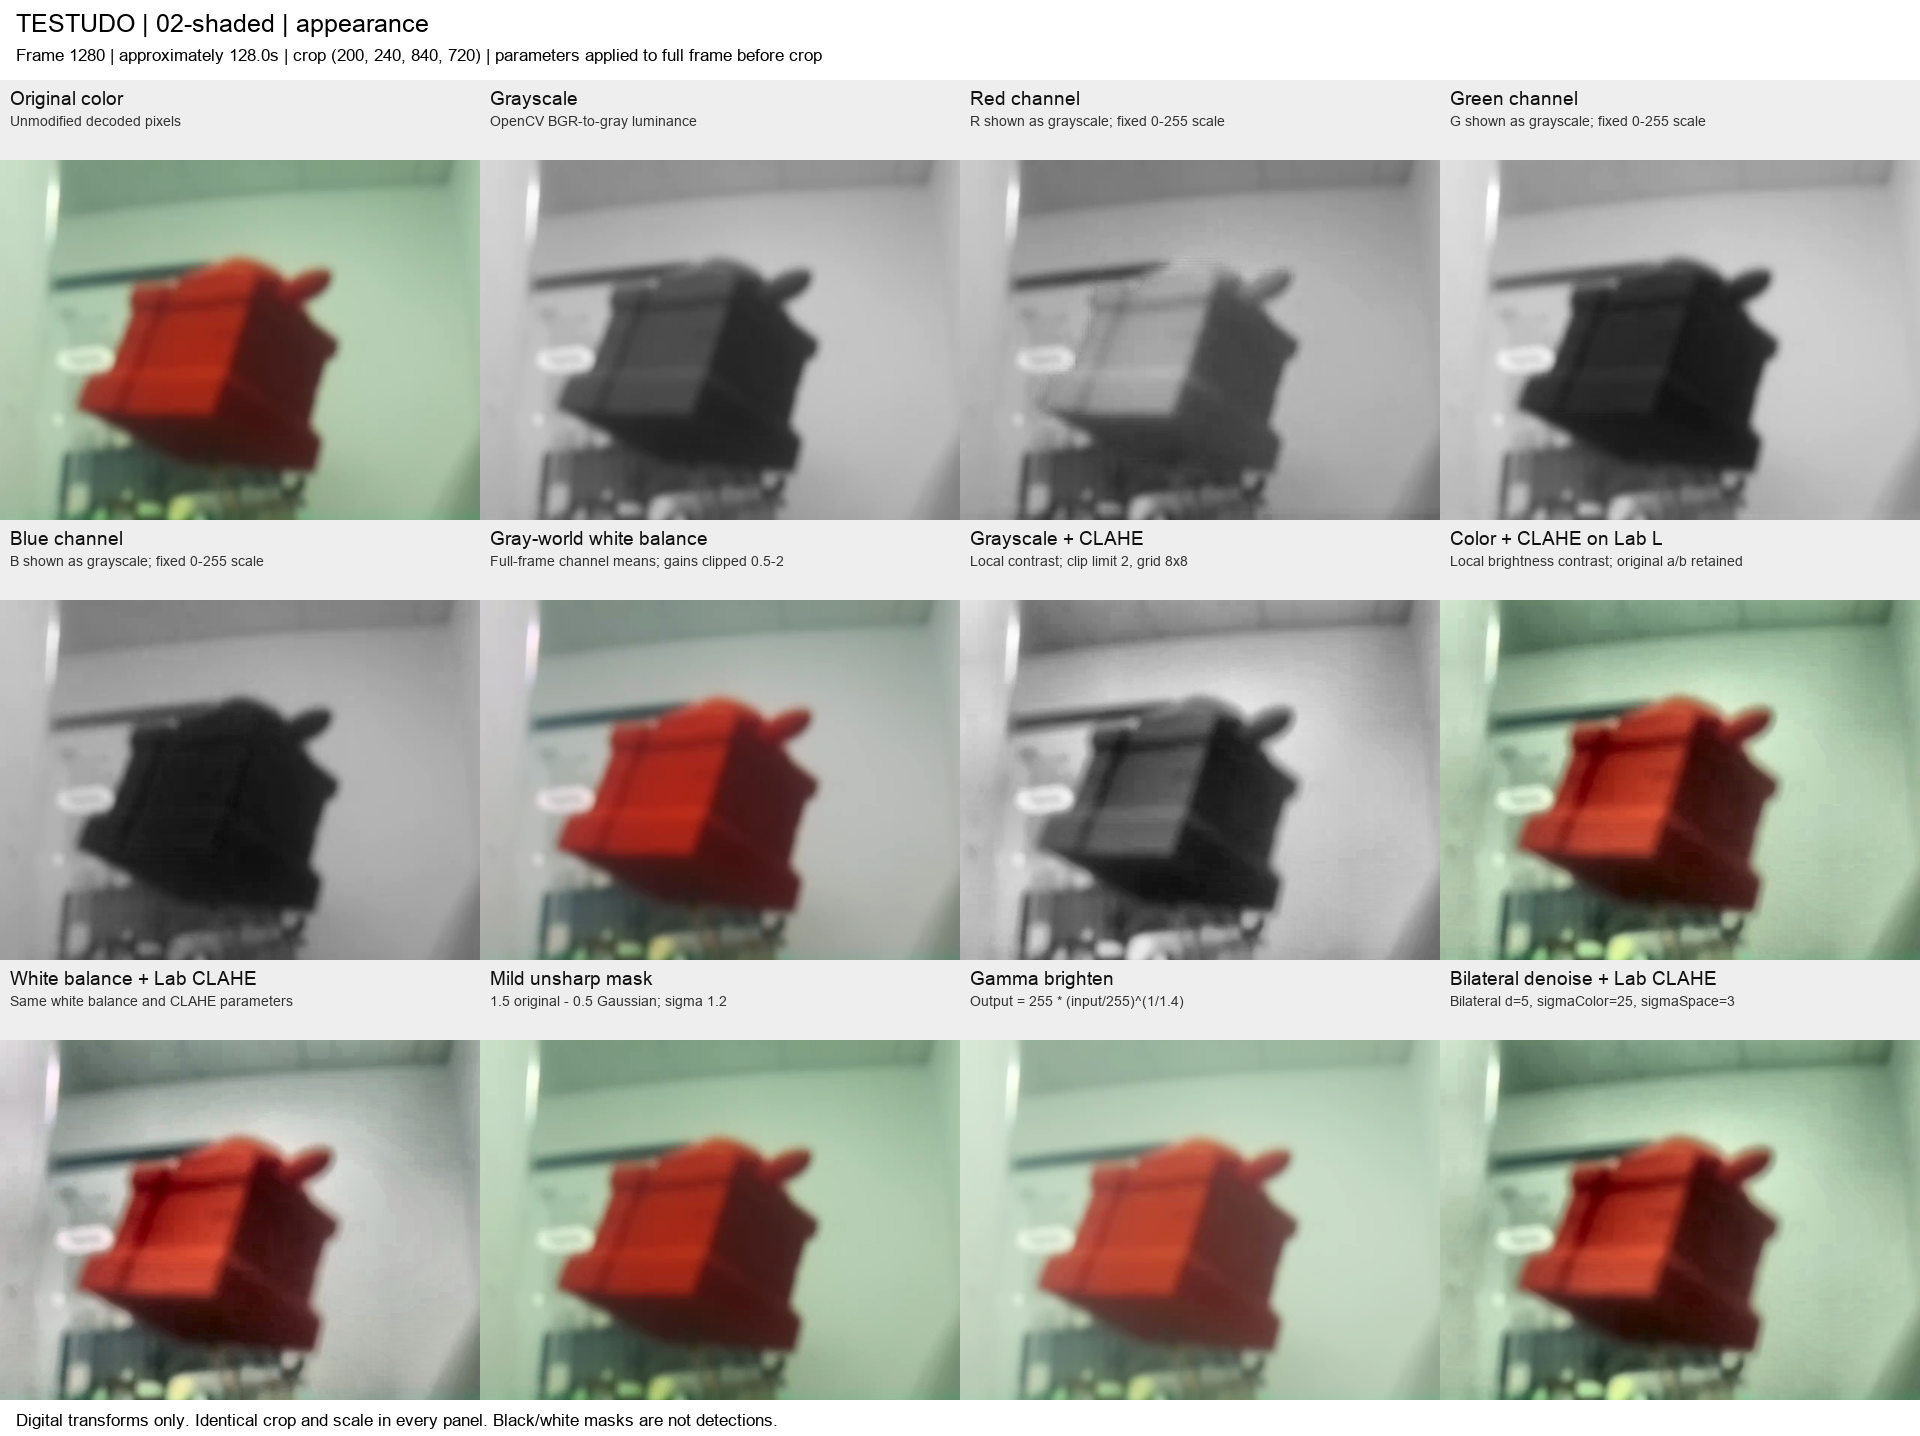 TESTUDO | 02-shaded | appearance
Frame 1280 | approximately 128.0s | crop (200, 240, 840, 720) | parameters applied to full frame before crop
Original color
Unmodified decoded pixels
Grayscale
OpenCV BGR-to-gray luminance
Red channel
R shown as grayscale; fixed 0-255 scale
Green channel
G shown as grayscale; fixed 0-255 scale
Blue channel
B shown as grayscale; fixed 0-255 scale
Gray-world white balance
Full-frame channel means; gains clipped 0.5-2
Grayscale + CLAHE
Local contrast; clip limit 2, grid 8x8
Color + CLAHE on Lab L
Local brightness contrast; original a/b retained
White balance + Lab CLAHE
Same white balance and CLAHE parameters
Mild unsharp mask
1.5 original - 0.5 Gaussian; sigma 1.2
Gamma brighten
Output = 255 * (input/255)^(1/1.4)
Bilateral denoise + Lab CLAHE
Bilateral d=5, sigmaColor=25, sigmaSpace=3
Digital transforms only. Identical crop and scale in every panel. Black/white masks are not detections.